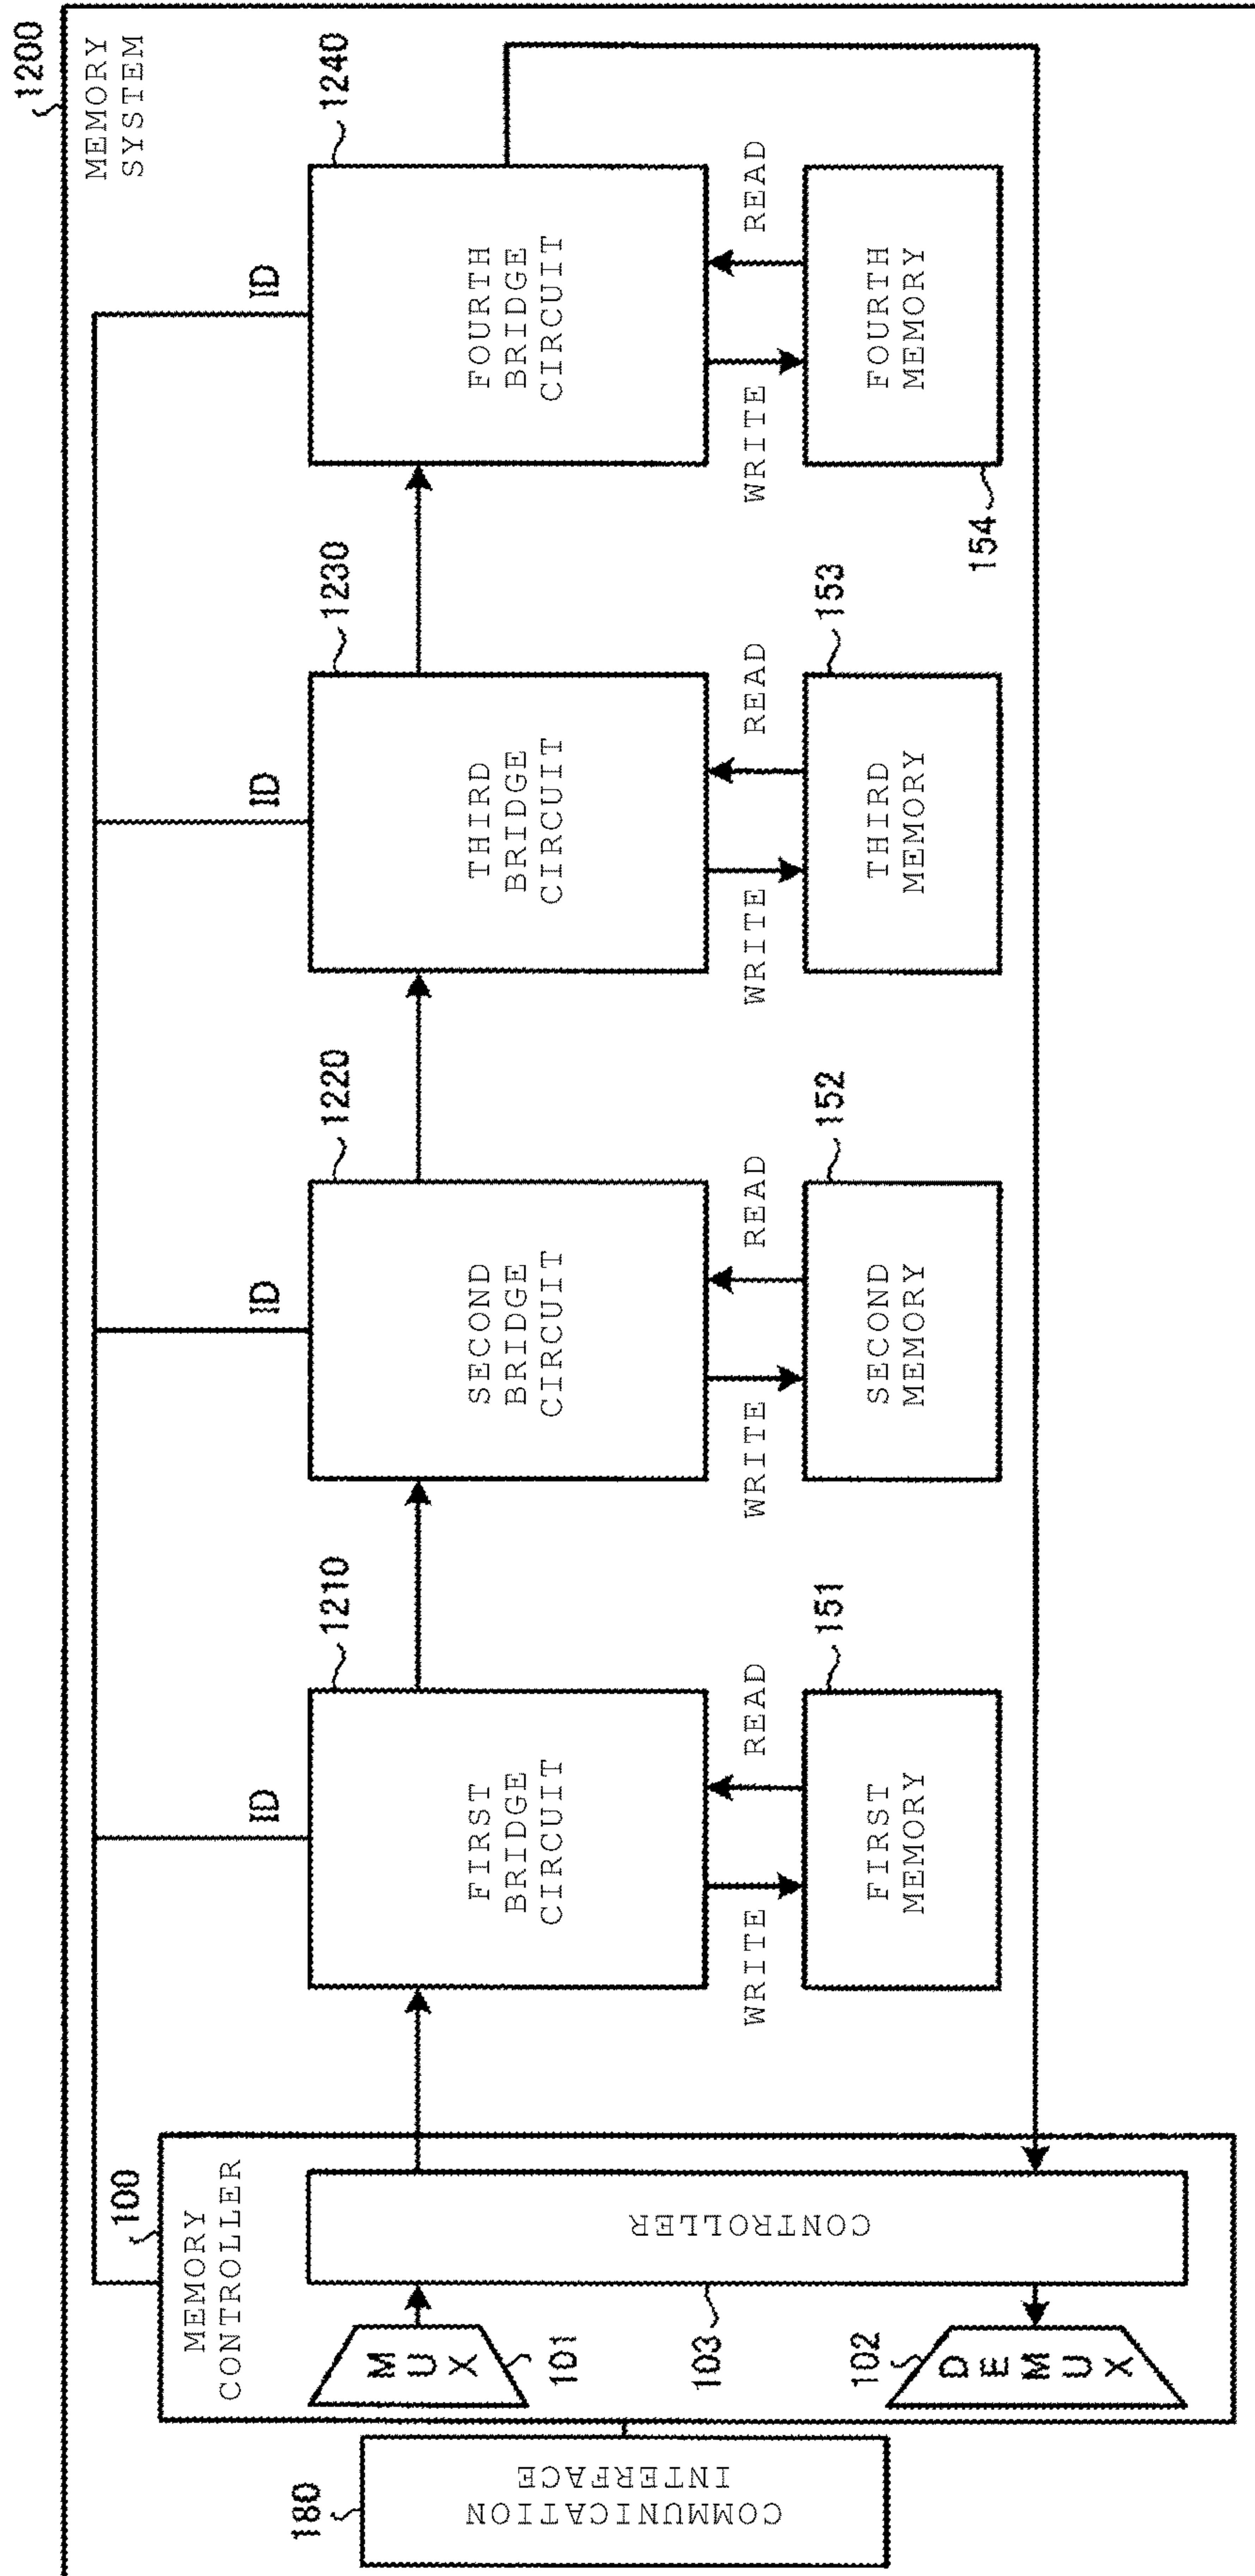 1200
MEMORY
SYSTEM
100
MEMORY
CONTROLLER
180
COMMUNICATION
INTERFACE
MUX
101
103
CONTROLLER
102
DEMUX
ID
1210
FIRST
BRIDGE
CIRCUIT
WRITE
READ
151
FIRST
MEMORY
ID
1220
SECOND
BRIDGE
CIRCUIT
WRITE
READ
152
SECOND
MEMORY
ID
1230
THIRD
BRIDGE
CIRCUIT
WRITE
READ
153
THIRD
MEMORY
ID
1240
FOURTH
BRIDGE
CIRCUIT
WRITE
READ
154
FOURTH
MEMORY